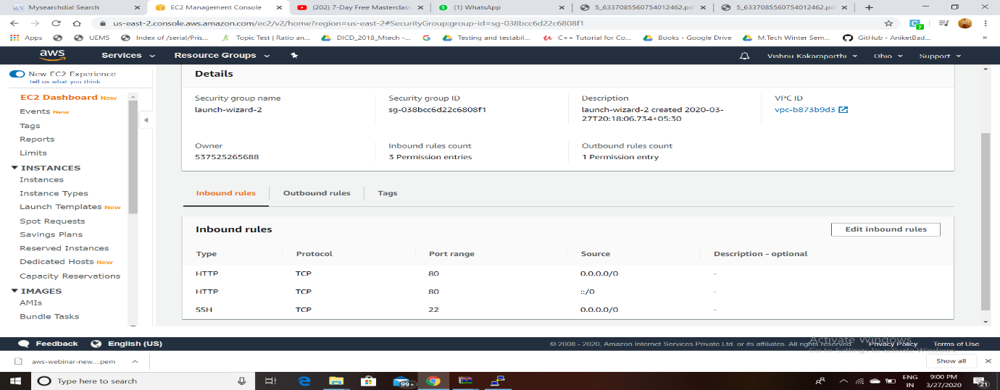 Mysearchdial Search
EC2 Management Console
(202) 7-Day Free Masterclass
(1) WhatsApp
5_6337085560754012462.pdf
5_6337085560754012462.pdf
us-east-2.console.aws.amazon.com/ec2/v2/home?region=us-east-2#SecurityGroup:group-id=sg-038bcc6d22c6808f1
7
Apps
UEMS
Index of /serial/Pris...
Topic Test | Ratio an...
DICD_2018_Mtech -...
Testing and testabil...
C++ Tutorial for Co...
Books - Google Drive
M.Tech Winter Sem...
GitHub - AniketBad...
»
aws
Services
Resource Groups
Vishnu Kakaraparthi
Ohio
Support
New EC2 Experience
Tell us what you think
EC2 Dashboard New
Events New
Tags
Reports
Limits
INSTANCES
Instances
Instance Types
Launch Templates New
Spot Requests
Savings Plans
Reserved Instances
Dedicated Hosts New
Capacity Reservations
IMAGES
AMIs
Bundle Tasks
Details
Security group name
launch-wizard-2
Security group ID
sg-038bcc6d22c6808f1
Description
launch-wizard-2 created 2020-03-
27T20:18:06.734+05:30
VPC ID
vpc-b873b9d3
Owner
537525265688
Inbound rules count
3 Permission entries
Outbound rules count
1 Permission entry
Inbound rules
Outbound rules
Tags
Inbound rules
Edit inbound rules
Type Protocol Port range Source Description - optional
HTTP TCP 80 0.0.0.0/0 -
HTTP TCP 80 ::/0 -
SSH TCP 22 0.0.0.0/0 -
Feedback
English (US)
© 2008 - 2020, Amazon Internet Services Private Ltd. or its affiliates. All rights reserved.
Privacy Policy
Terms of Use
Activate Windows
Go to Settings to activate Windows.
aws-webinar-new....pem
Show all
Type here to search
99+
ENG
IN
9:00 PM
3/27/2020
21